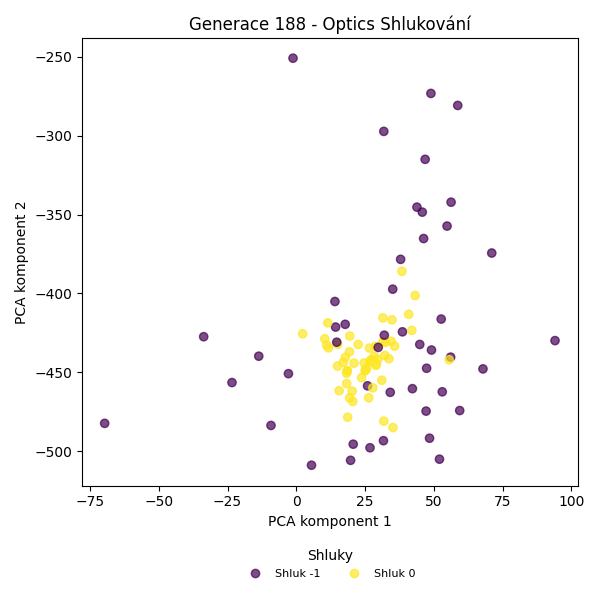 Generace 188 - Optics Shlukování
−250
−300
−350
−400
−450
−500
PCA komponent 2
−75 −50 −25 0 25 50 75 100
PCA komponent 1
Shluky
Shluk -1 Shluk 0